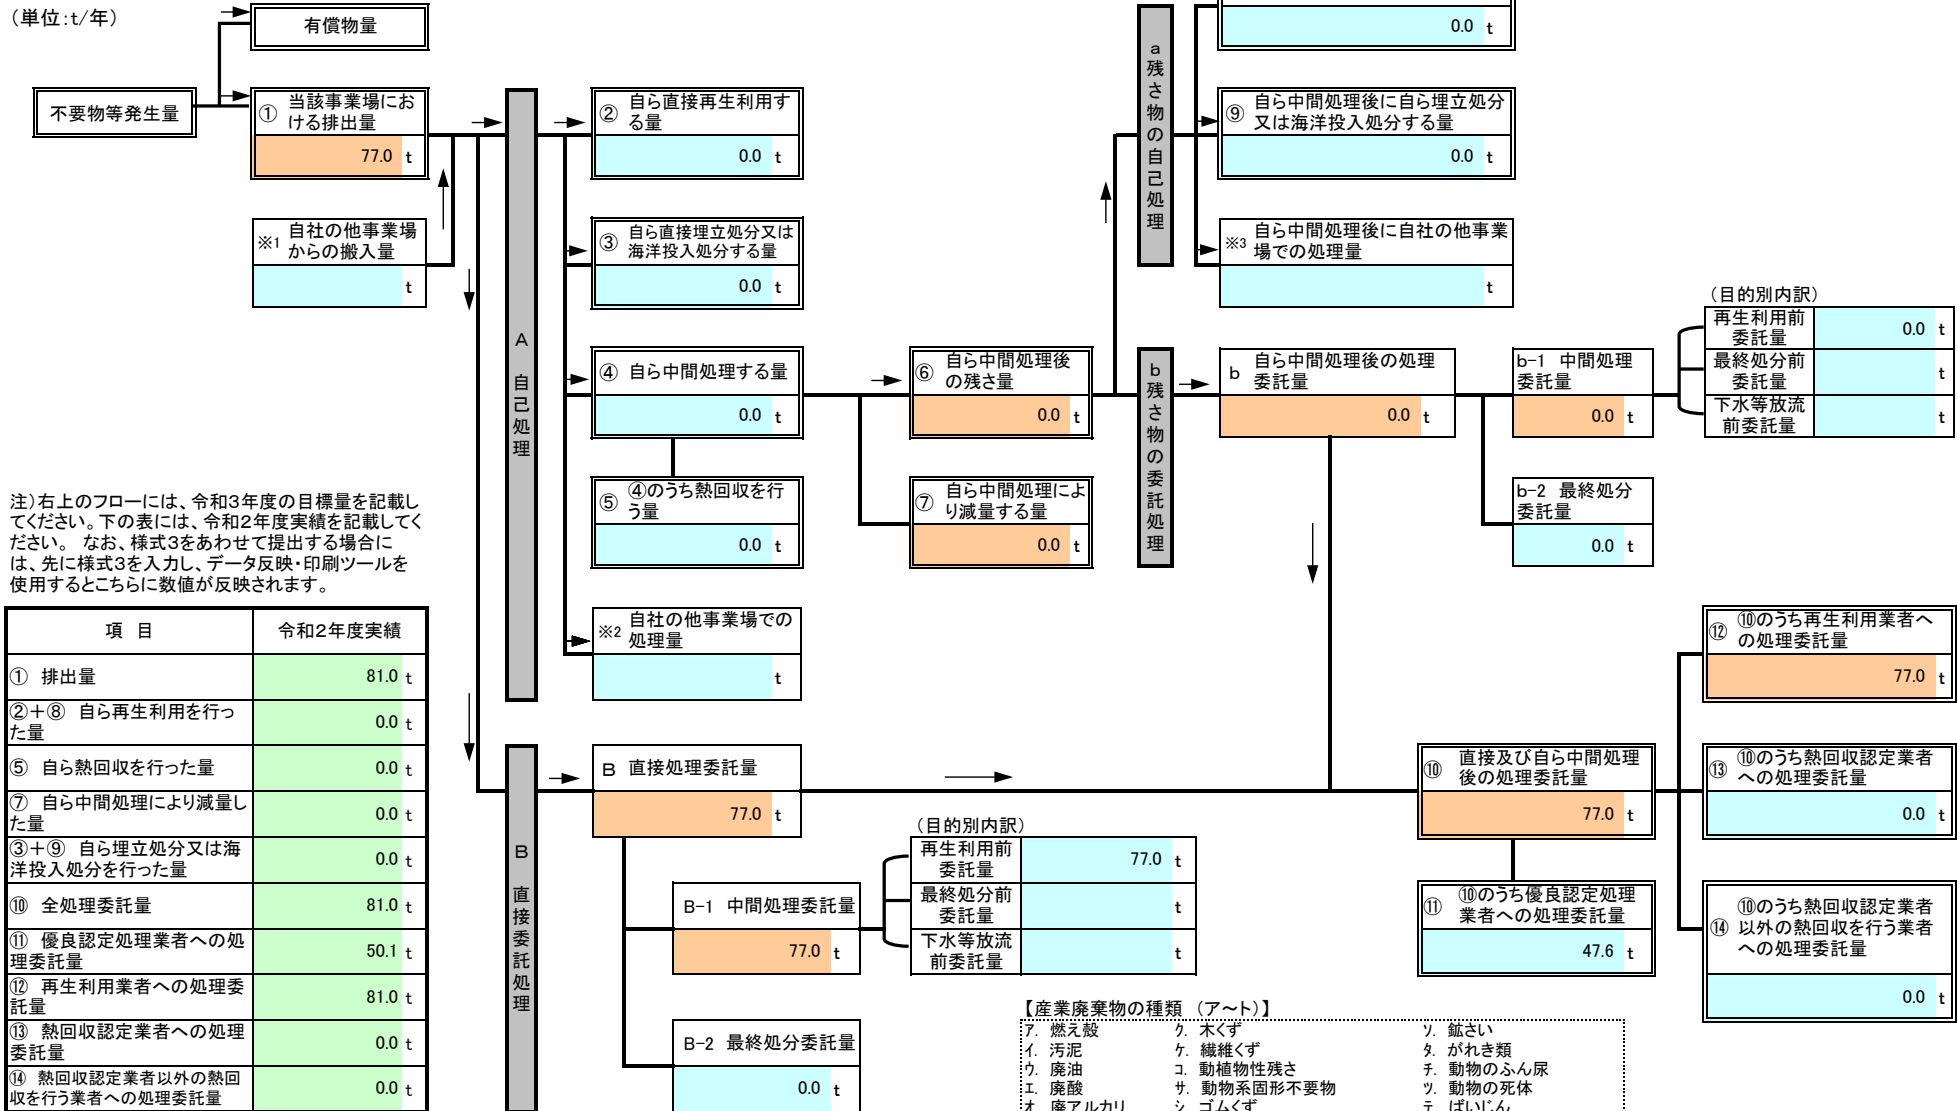 （単位:t/年）
有償物量
不要物等発生量
① 当該事業場にお
ける排出量
77.0 t
※1 自社の他事業場
からの搬入量
t
A 自己処理
② 自ら直接再生利用す
る量
0.0 t
③ 自ら直接埋立処分又は
海洋投入処分する量
0.0 t
④ 自ら中間処理する量
0.0 t
⑤ ④のうち熱回収を行
う量
0.0 t
※2 自社の他事業場での
処理量
t
⑥ 自ら中間処理後
の残さ量
0.0 t
⑦ 自ら中間処理によ
り減量する量
0.0 t
a 残さ物の自己処理
0.0 t
⑨ 自ら中間処理後に自ら埋立処分
又は海洋投入処分する量
0.0 t
※3 自ら中間処理後に自社の他事業
場での処理量
t
b 残さ物の委託処理
b 自ら中間処理後の処理
委託量
0.0 t
b-1 中間処理
委託量
0.0 t
（目的別内訳）
再生利用前
委託量
0.0 t
最終処分前
委託量
t
下水等放流
前委託量
t
b-2 最終処分
委託量
0.0 t
注）右上のフローには、令和3年度の目標量を記載し
てください。下の表には、令和2年度実績を記載してく
ださい。 なお、様式3をあわせて提出する場合に
は、先に様式3を入力し、データ反映・印刷ツールを
使用するとこちらに数値が反映されます。
項 目 令和2年度実績
① 排出量 81.0 t
②＋⑧ 自ら再生利用を行っ
た量 0.0 t
⑤ 自ら熱回収を行った量 0.0 t
⑦ 自ら中間処理により減量し
た量 0.0 t
③＋⑨ 自ら埋立処分又は海
洋投入処分を行った量 0.0 t
⑩ 全処理委託量 81.0 t
⑪ 優良認定処理業者への処
理委託量 50.1 t
⑫ 再生利用業者への処理委
託量 81.0 t
⑬ 熱回収認定業者への処理
委託量 0.0 t
⑭ 熱回収認定業者以外の熱回
収を行う業者への処理委託量 0.0 t
B 直接委託処理
B 直接処理委託量
77.0 t
B-1 中間処理委託量
77.0 t
（目的別内訳）
再生利用前
委託量
77.0 t
最終処分前
委託量
t
下水等放流
前委託量
t
B-2 最終処分委託量
0.0 t
⑩ 直接及び自ら中間処理
後の処理委託量
77.0 t
⑪ ⑩のうち優良認定処理
業者への処理委託量
47.6 t
⑫ ⑩のうち再生利用業者へ
の処理委託量
77.0 t
⑬ ⑩のうち熱回収認定業者
への処理委託量
0.0 t
⑭ ⑩のうち熱回収認定業者
以外の熱回収を行う業者
への処理委託量
0.0 t
【産業廃棄物の種類 （ア～ト）】
ア. 燃え殻 ク. 木くず ソ. 鉱さい
イ. 汚泥 ケ. 繊維くず タ. がれき類
ウ. 廃油 コ. 動植物性残さ チ. 動物のふん尿
エ. 廃酸 サ. 動物系固形不要物 ツ. 動物の死体
オ. 廃アルカリ シ. ゴムくず テ. ばいじん